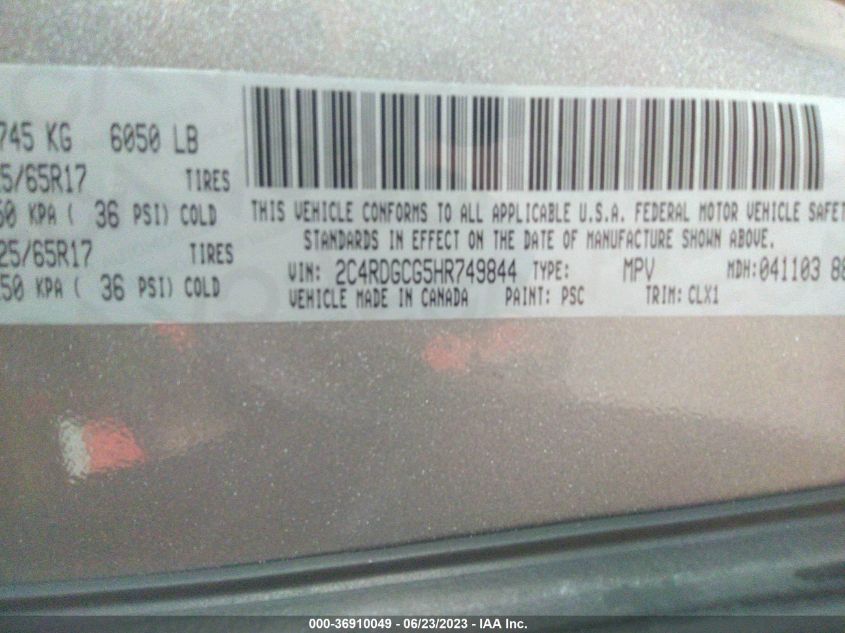 745 KG 6050 LB
25/65R17 TIRES
50 KPA ( 36 PSI) COLD
25/65R17 TIRES
250 KPA ( 36 PSI) COLD
THIS VEHICLE CONFORMS TO ALL APPLICABLE U.S.A. FEDERAL MOTOR VEHICLE SAFET
STANDARDS IN EFFECT ON THE DATE OF MANUFACTURE SHOWN ABOVE.
VIN: 2C4RDGCG5HR749844 TYPE: MPV MDH:041103 88
VEHICLE MADE IN CANADA PAINT: PSC TRIM: CLX1
000-36910049 - 06/23/2023 - IAA Inc.